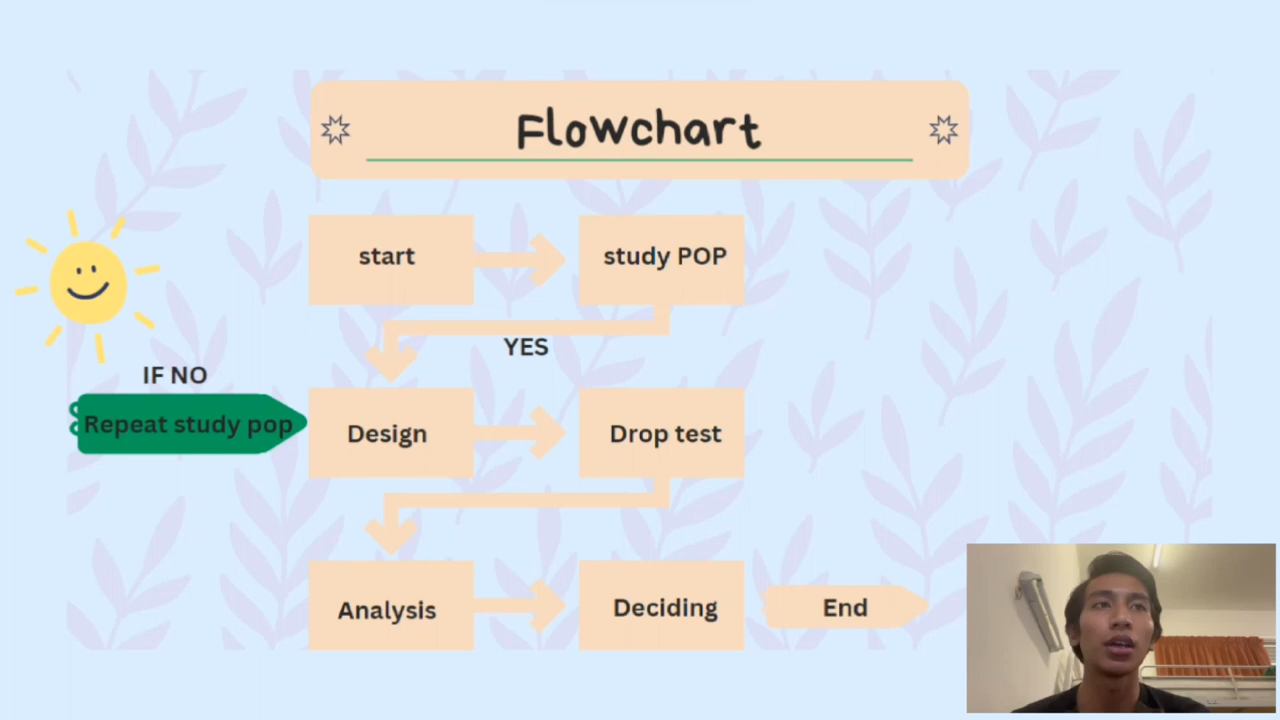 Flowchart
start
study POP
YES
IF NO
Repeat study pop
Design
Drop test
Analysis
Deciding
End